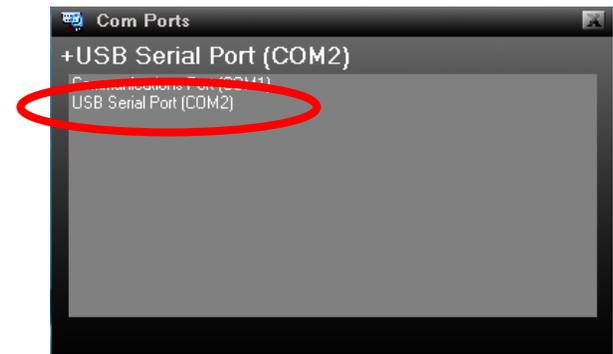 Com Ports
+USB Serial Port (COM2)
Communications Port (COM1)
USB Serial Port (COM2)